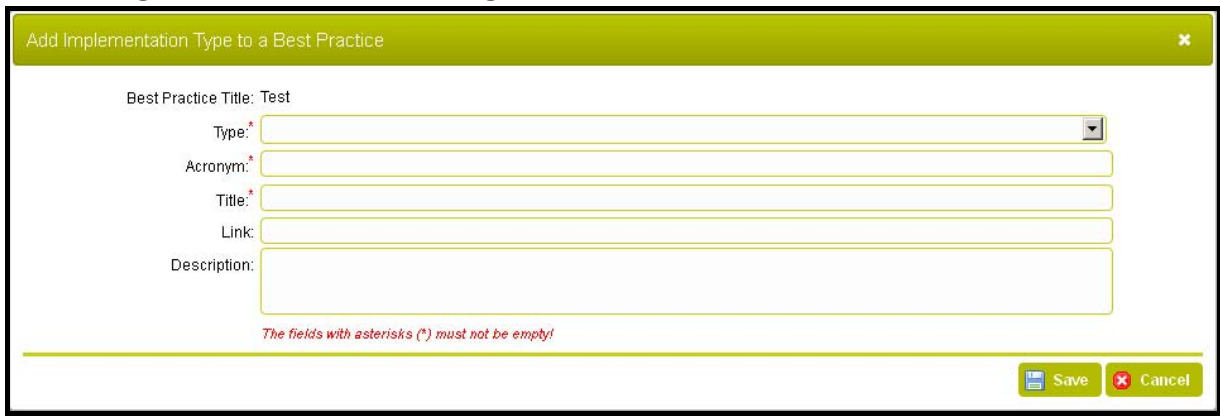 Add Implementation Type to a Best Practice
Best Practice Title: Test
Type:*
Acronym:*
Title:*
Link:
Description:
The fields with asterisks (*) must not be empty!
Save Cancel